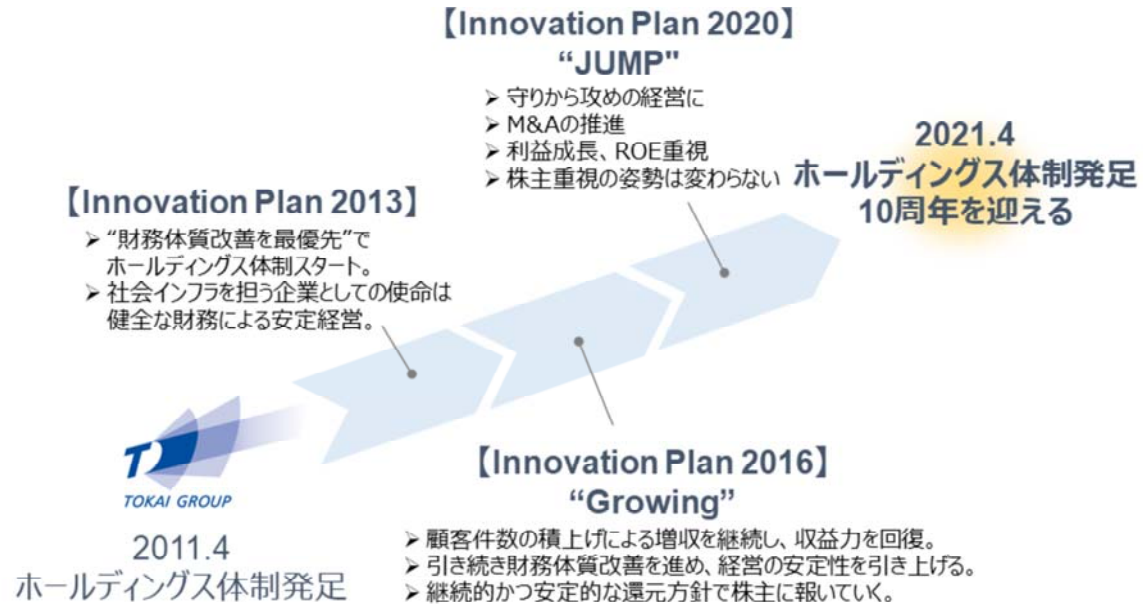 【Innovation Plan 2020】
“JUMP"
➢ 守りから攻めの経営に
➢ M&Aの推進
➢ 利益成長、ROE重視
➢ 株主重視の姿勢は変わらない
2021.4
ホールディングス体制発足
10周年を迎える
【Innovation Plan 2013】
➢ “財務体質改善を最優先”で
ホールディングス体制スタート。
➢ 社会インフラを担う企業としての使命は
健全な財務による安定経営。
TOKAI GROUP
2011.4
ホールディングス体制発足
【Innovation Plan 2016】
“Growing”
➢ 顧客件数の積上げによる増収を継続し、収益力を回復。
➢ 引き続き財務体質改善を進め、経営の安定性を引き上げる。
➢ 継続的かつ安定的な還元方針で株主に報いていく。